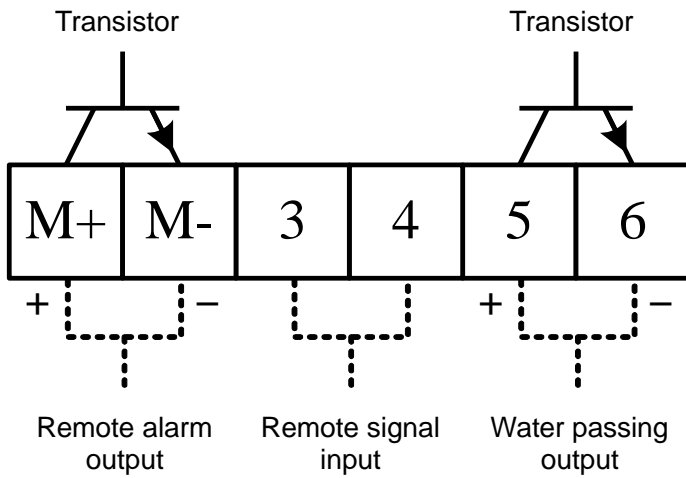 Transistor Transistor
M+ M- 3 4 5 6
+ − + −
Remote alarm output
Remote signal input
Water passing output